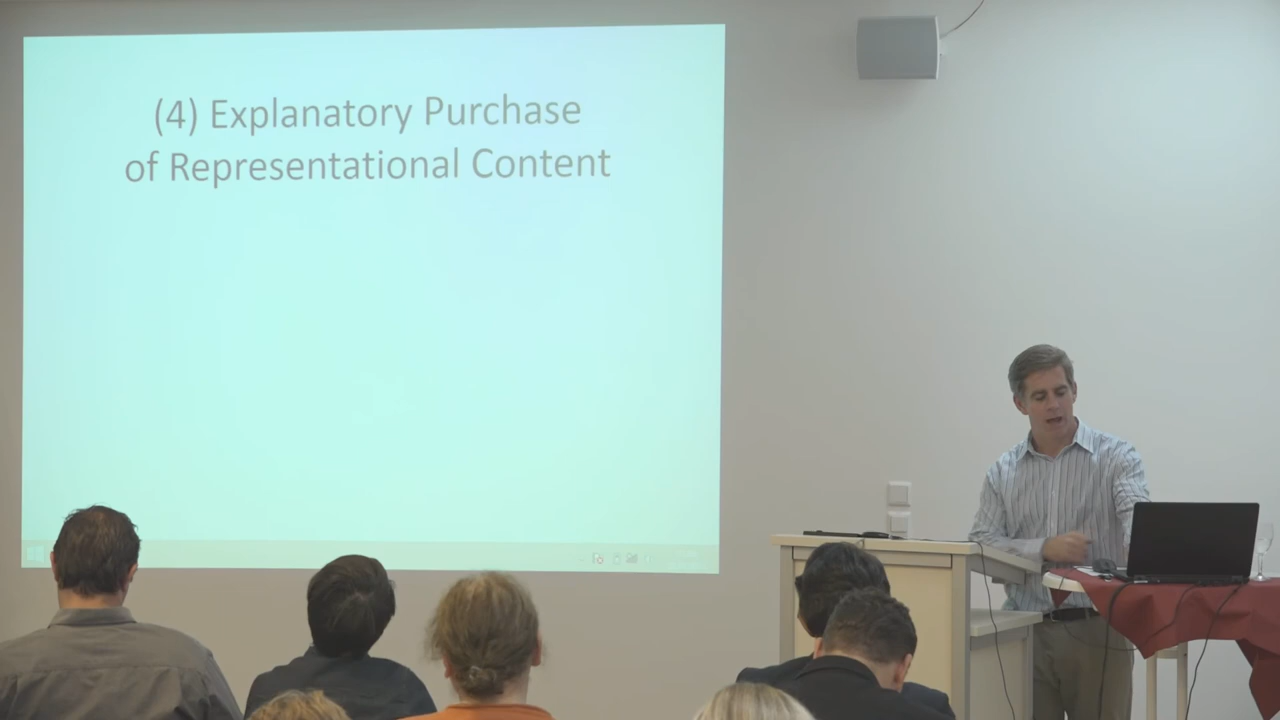 (4) Explanatory Purchase
of Representational Content